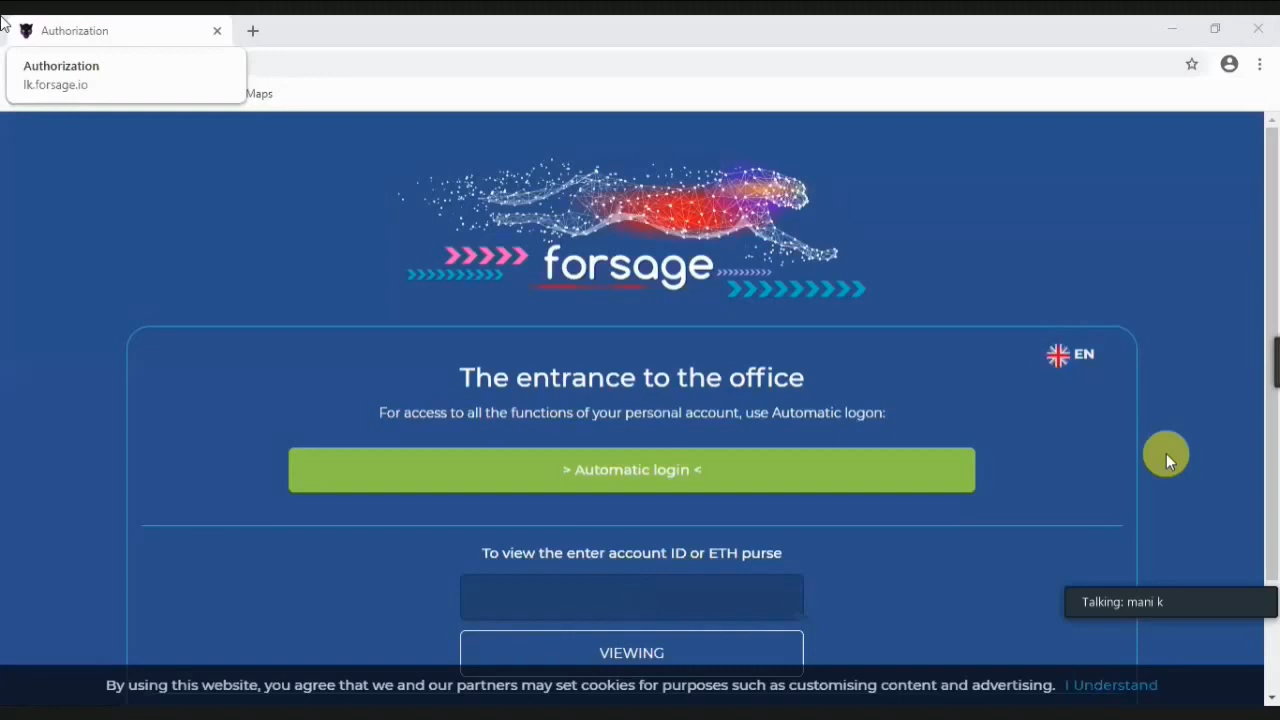 Authorization
Authorization
lk.forsage.io
Maps
forsage
EN
The entrance to the office
For access to all the functions of your personal account, use Automatic logon:
> Automatic login <
To view the enter account ID or ETH purse
Talking: mani k
VIEWING
By using this website, you agree that we and our partners may set cookies for purposes such as customising content and advertising. I Understand